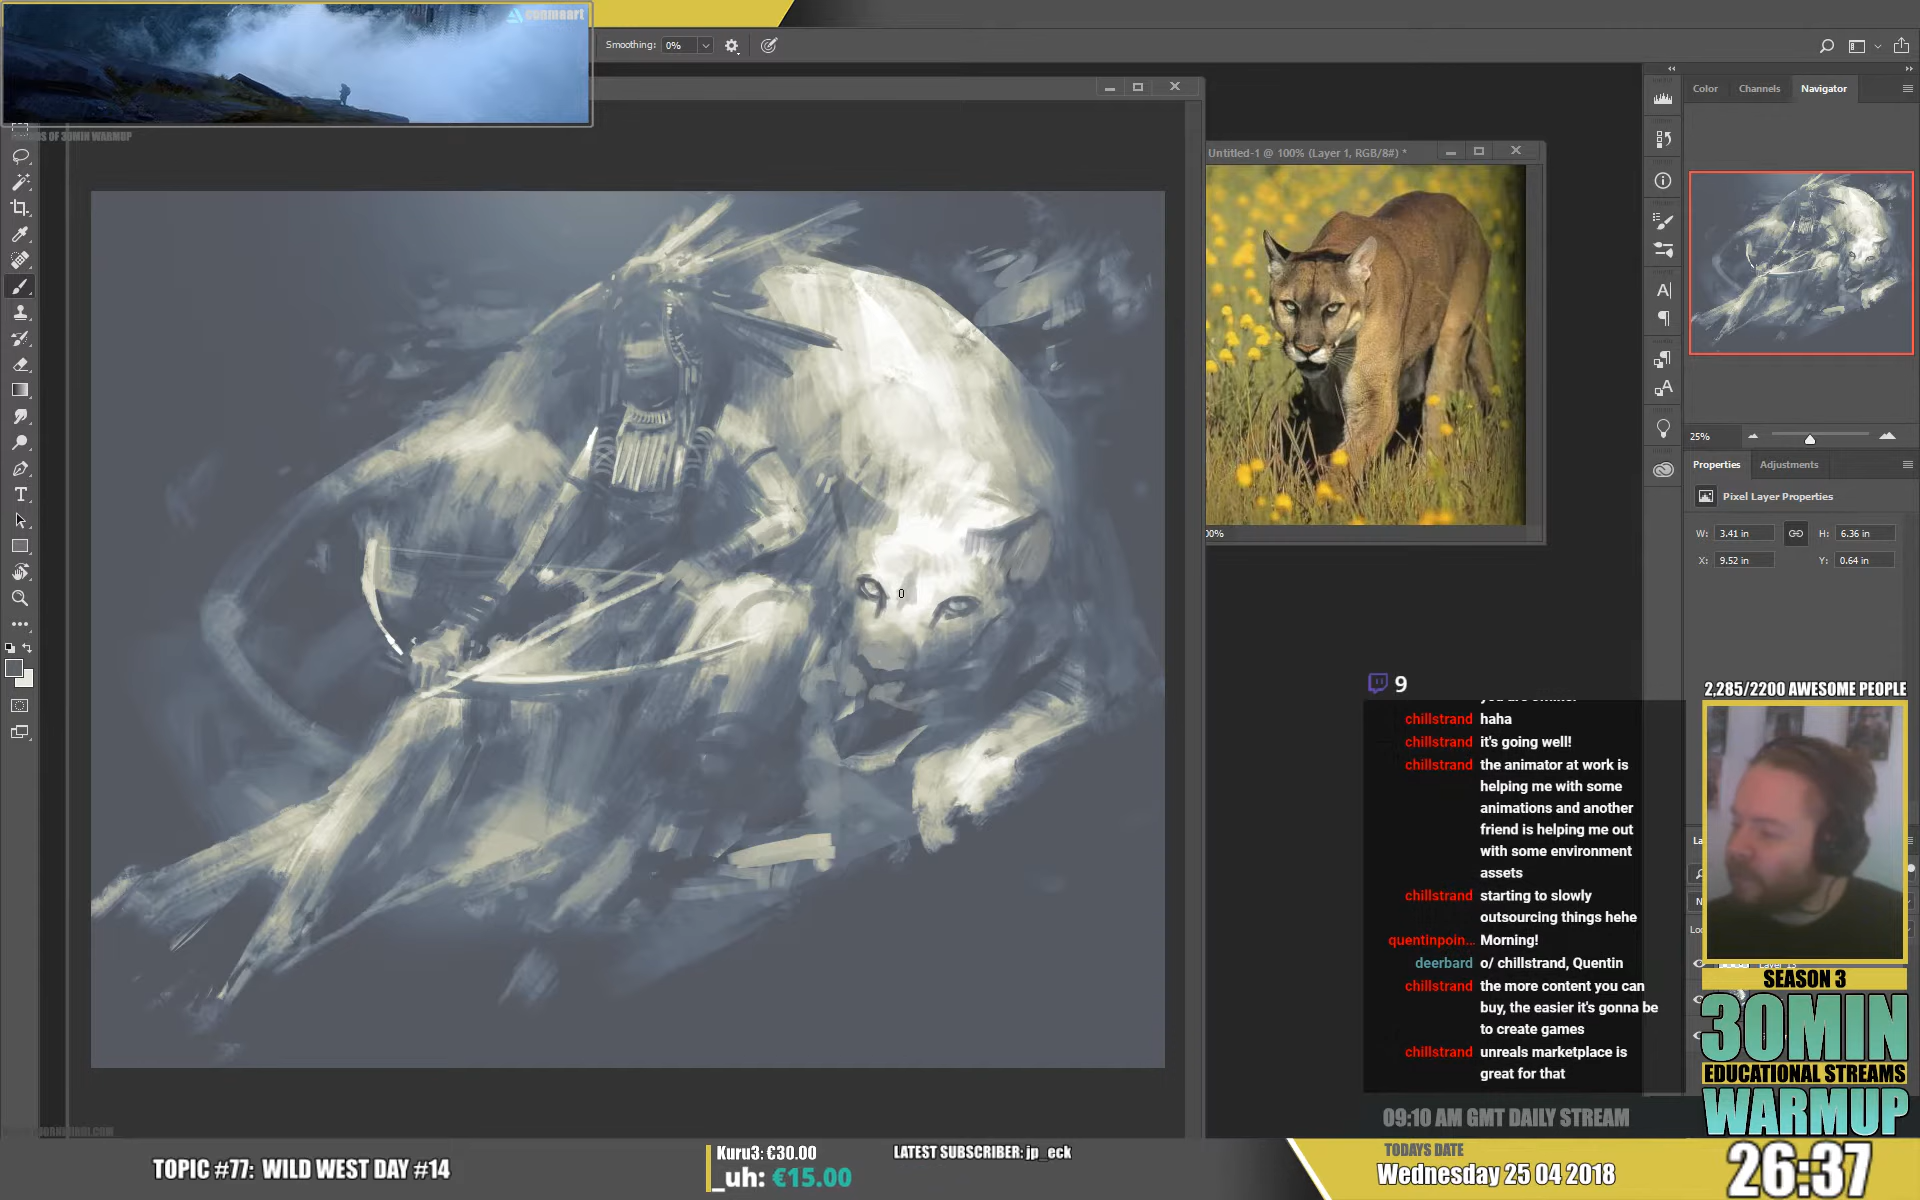 Smoothing: 0%
Untitled-1 @ 100% (Layer 1, RGB/8#) *
Color Channels Navigator
25%
Properties Adjustments
Pixel Layer Properties
W: 3.41 in H: 6.36 in
X: 9.52 in Y: 0.64 in
9
chillstrand haha
chillstrand it's going well!
chillstrand the animator at work is
helping me with some
animations and another
friend is helping me out
with some environment
assets
chillstrand starting to slowly
outsourcing things hehe
quentinpoin... Morning!
deerbard o/ chillstrand, Quentin
chillstrand the more content you can
buy, the easier it's gonna be
to create games
chillstrand unreals marketplace is
great for that
2,285/2200 AWESOME PEOPLE
SEASON 3
30MIN
EDUCATIONAL STREAMS
WARMUP
26:37
09:10 AM GMT DAILY STREAM
TODAYS DATE
Wednesday 25 04 2018
TOPIC #77: WILD WEST DAY #14
Kuru3: €30.00
_uh: €15.00
LATEST SUBSCRIBER: jp_eck